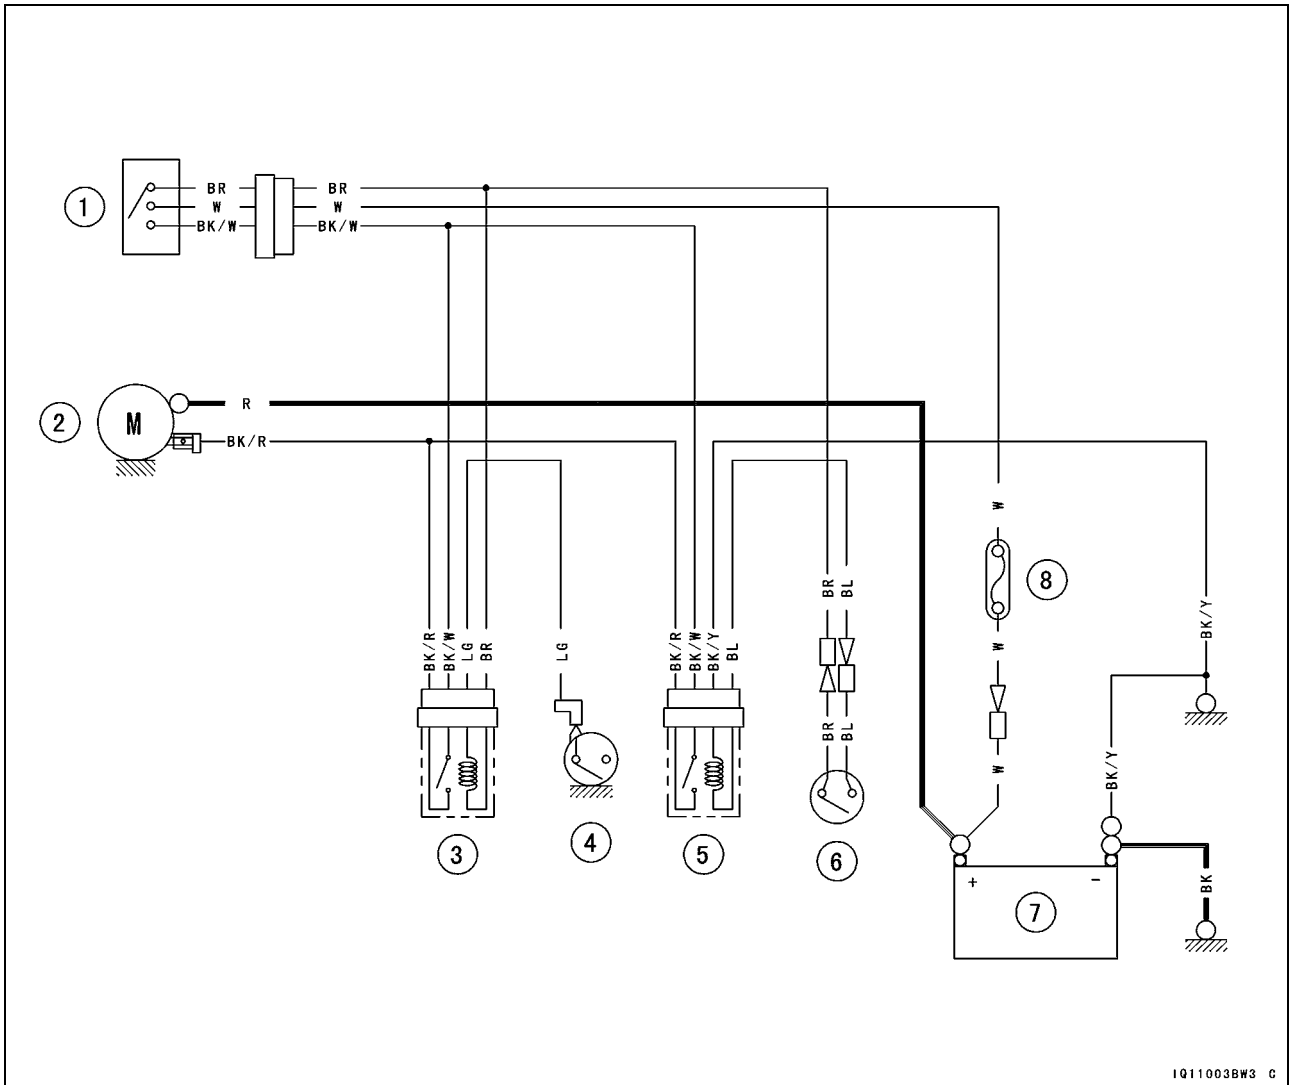 BR BR
1 W W
BK/W BK/W
2 M R
BK/R
W
8
BR BL
BK/Y
BK/R BK/W LG BR LG BK/R BK/W BK/Y BL
W
BR BL
W
BK/Y
3 4 5 6
+ -
7
BK
IQ11003BW3 C